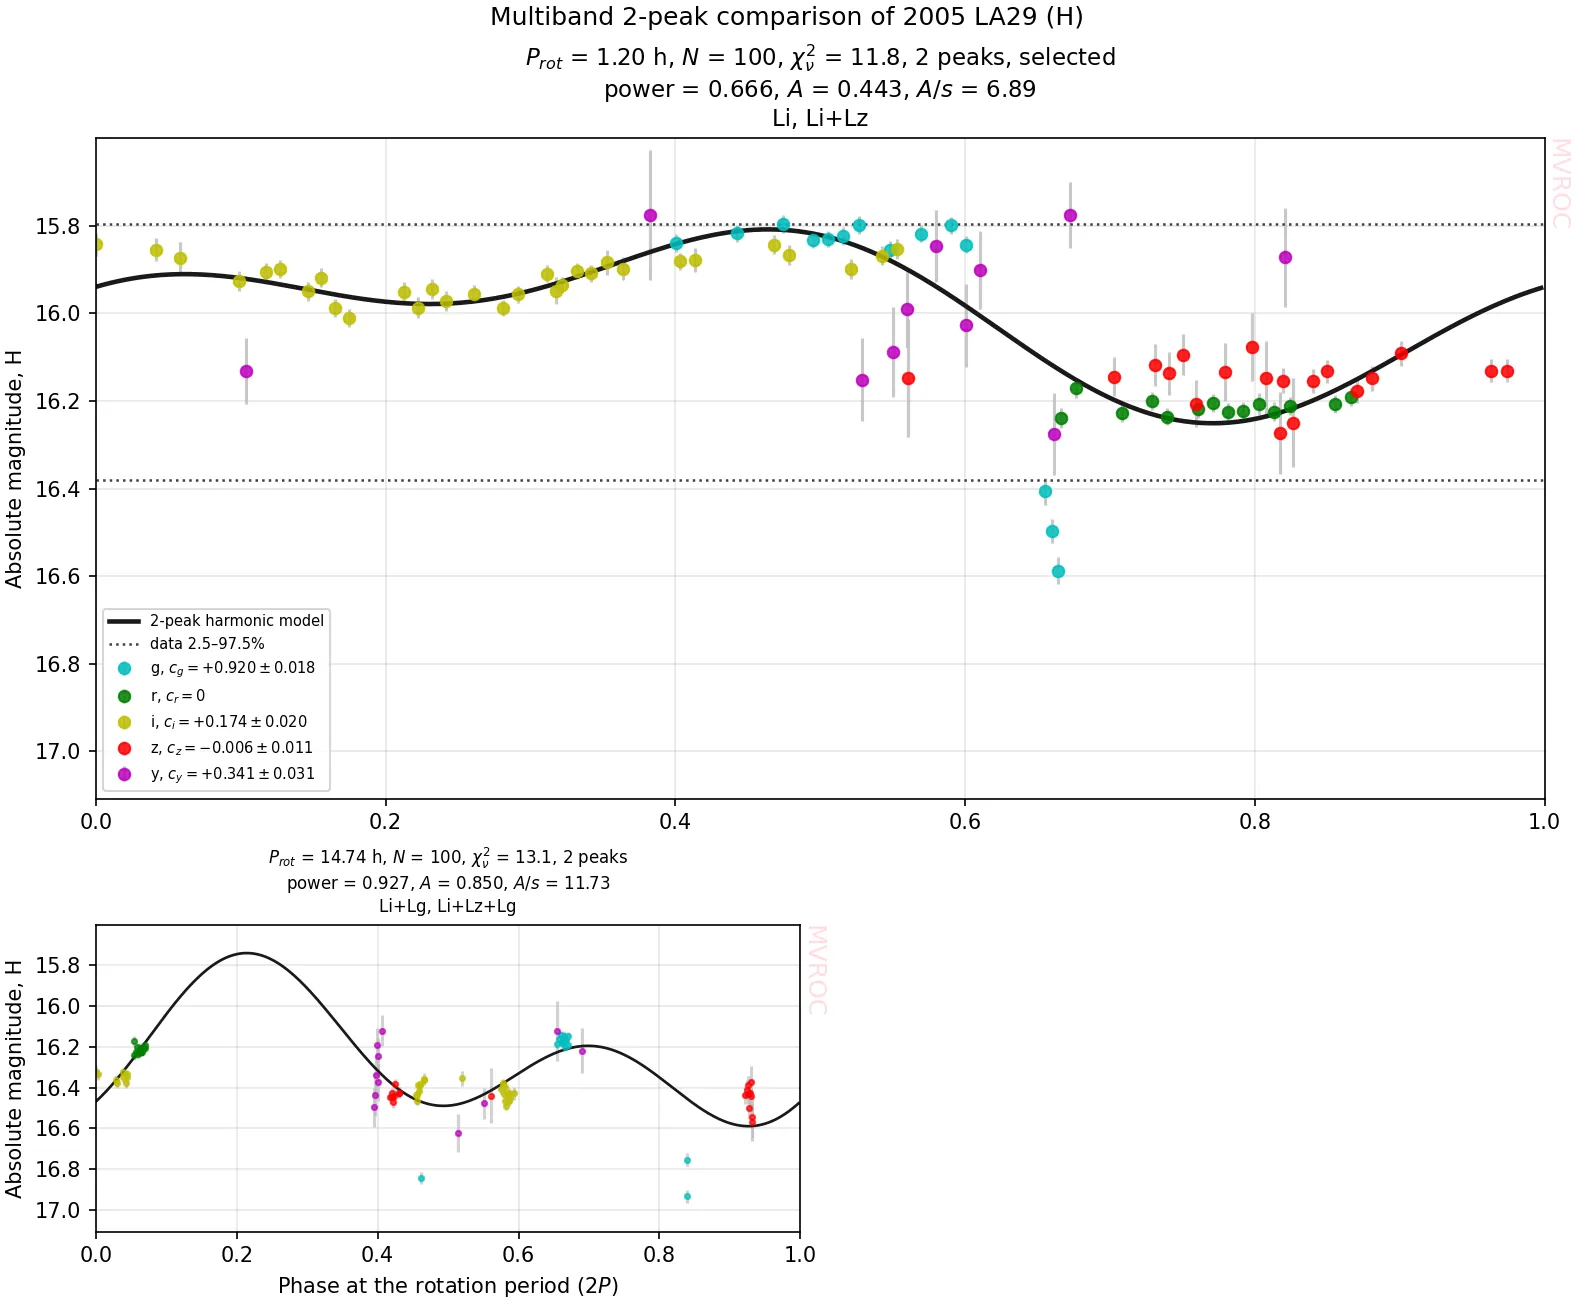 Multiband 2-peak comparison of 2005 LA29 (H)
P_rot = 1.20 h, N = 100, χ²_ν = 11.8, 2 peaks, selected
power = 0.666, A = 0.443, A/s = 6.89
Li, Li+Lz
MVROC
Absolute magnitude, H
15.8
16.0
16.2
16.4
16.6
16.8
17.0
2-peak harmonic model
data 2.5–97.5%
g, c_g = +0.920 ± 0.018
r, c_r = 0
i, c_i = +0.174 ± 0.020
z, c_z = −0.006 ± 0.011
y, c_y = +0.341 ± 0.031
0.0 0.2 0.4 0.6 0.8 1.0
P_rot = 14.74 h, N = 100, χ²_ν = 13.1, 2 peaks
power = 0.927, A = 0.850, A/s = 11.73
Li+Lg, Li+Lz+Lg
MVROC
Absolute magnitude, H
15.8
16.0
16.2
16.4
16.6
16.8
17.0
0.0 0.2 0.4 0.6 0.8 1.0
Phase at the rotation period (2P)